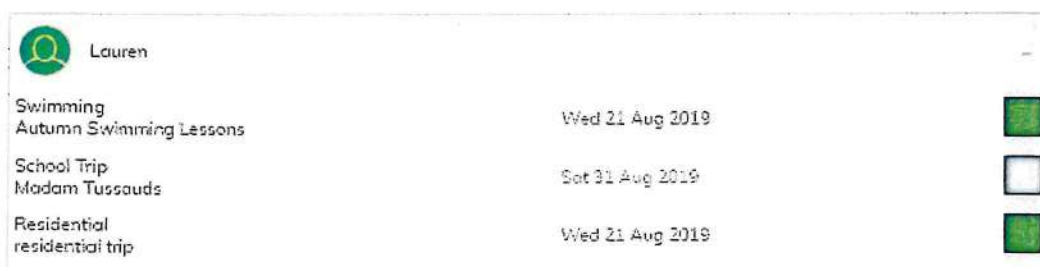 Lauren
Swimming
Autumn Swimming Lessons
Wed 21 Aug 2019
School Trip
Madam Tussauds
Sat 31 Aug 2019
Residential
residential trip
Wed 21 Aug 2019